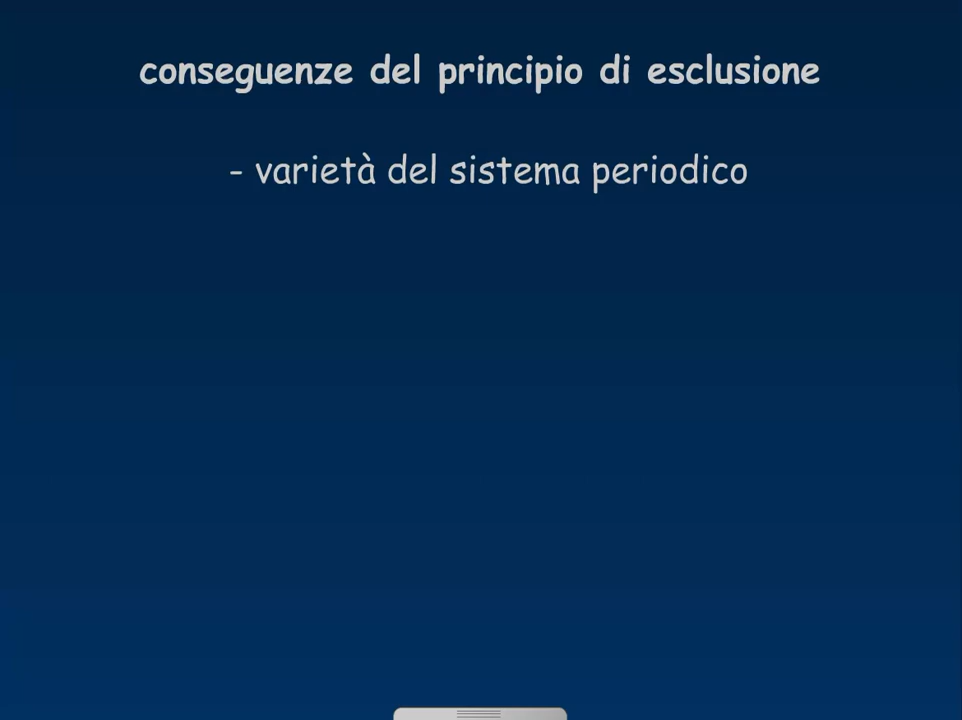 conseguenze del principio di esclusione
- varietà del sistema periodico